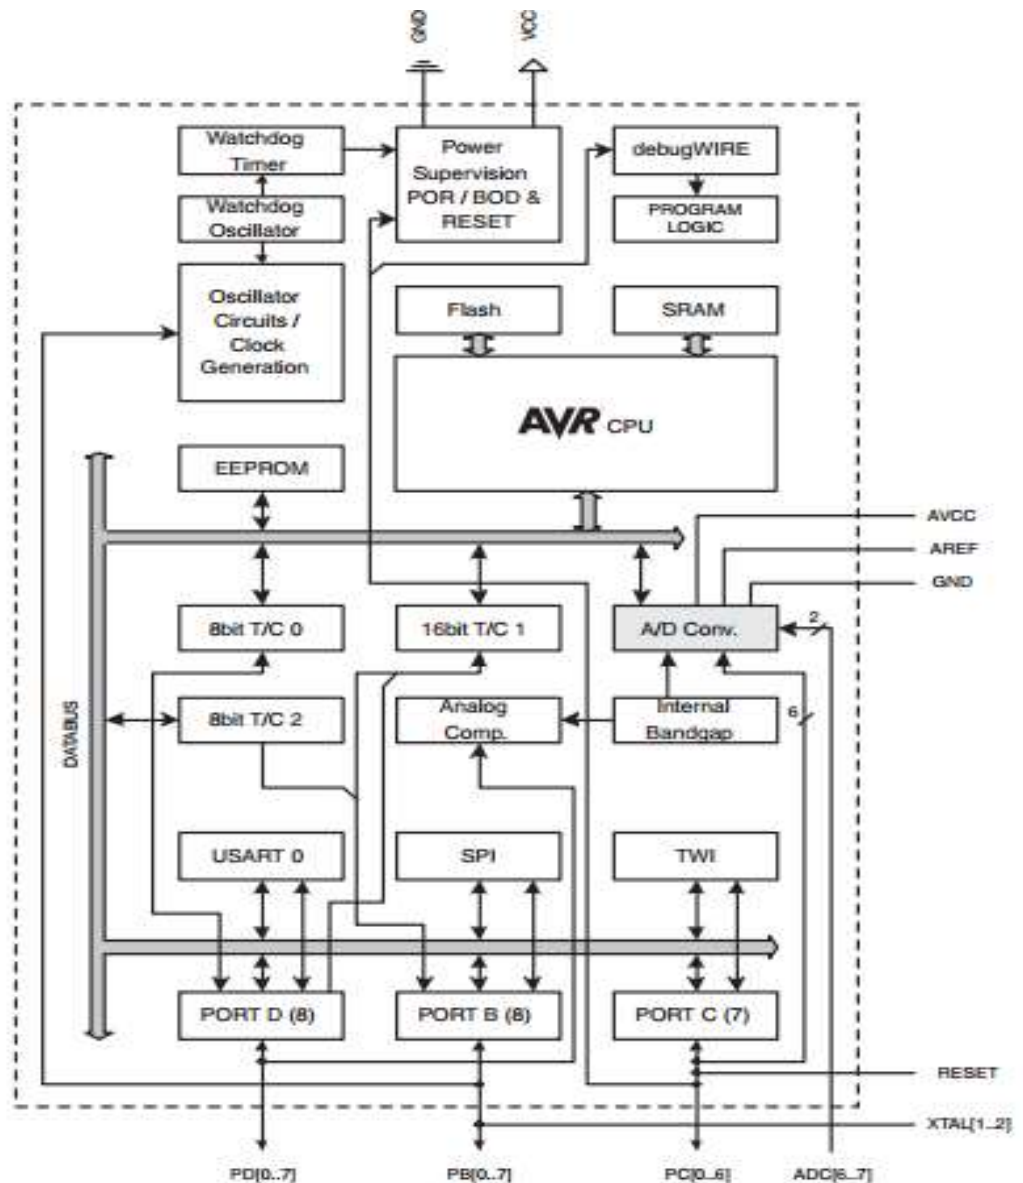 GND
VCC
Watchdog
Timer
Power
Supervision
POR / BOD &
RESET
debugWIRE
Watchdog
Oscillator
PROGRAM
LOGIC
Oscillator
Circuits /
Clock
Generation
Flash
SRAM
AVR CPU
EEPROM
AVCC
AREF
GND
8bit T/C 0
16bit T/C 1
A/D Conv.
2
DATABUS
8bit T/C 2
Analog
Comp.
Internal
Bandgap
6
USART 0
SPI
TWI
PORT D (8)
PORT B (8)
PORT C (7)
RESET
XTAL[1..2]
PD[0..7]
PB[0..7]
PC[0..6]
ADC[6..7]